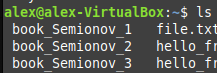 alex@alex-VirtualBox:~$ ls
book_Semionov_1 file.txt
book_Semionov_2 hello_fr
book_Semionov_3 hello_fr